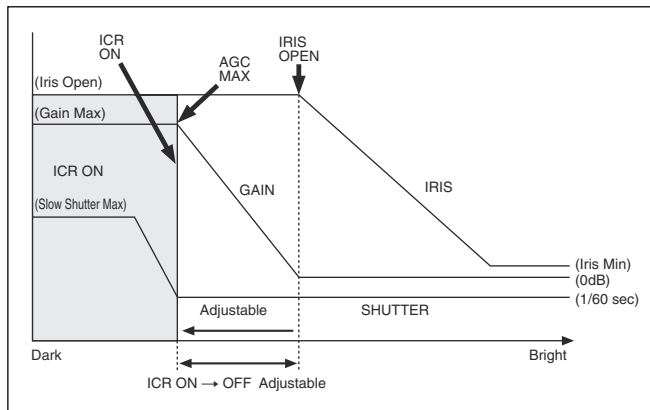 ICR
ON
IRIS
OPEN
AGC
MAX
(Iris Open)
(Gain Max)
ICR ON
GAIN
IRIS
(Slow Shutter Max)
(Iris Min)
(0dB)
(1/60 sec)
Adjustable
SHUTTER
Dark
Bright
ICR ON → OFF Adjustable